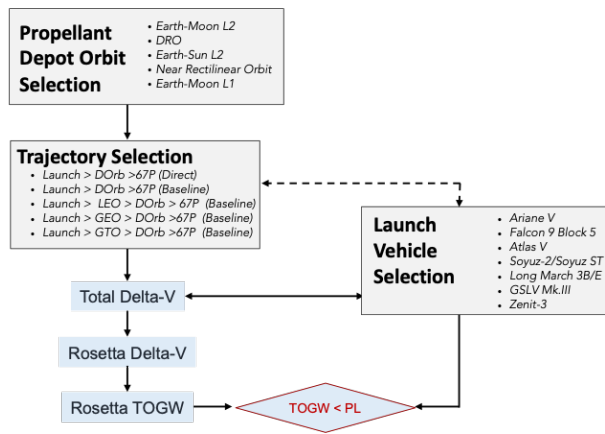 Propellant
Depot Orbit
Selection
• Earth-Moon L2
• DRO
• Earth-Sun L2
• Near Rectilinear Orbit
• Earth-Moon L1
Trajectory Selection
• Launch > DOrb >67P (Direct)
• Launch > DOrb >67P (Baseline)
• Launch > LEO > DOrb > 67P (Baseline)
• Launch > GEO > DOrb >67P (Baseline)
• Launch > GTO > DOrb >67P (Baseline)
Launch
Vehicle
Selection
• Ariane V
• Falcon 9 Block 5
• Atlas V
• Soyuz-2/Soyuz ST
• Long March 3B/E
• GSLV Mk.III
• Zenit-3
Total Delta-V
Rosetta Delta-V
Rosetta TOGW
TOGW < PL